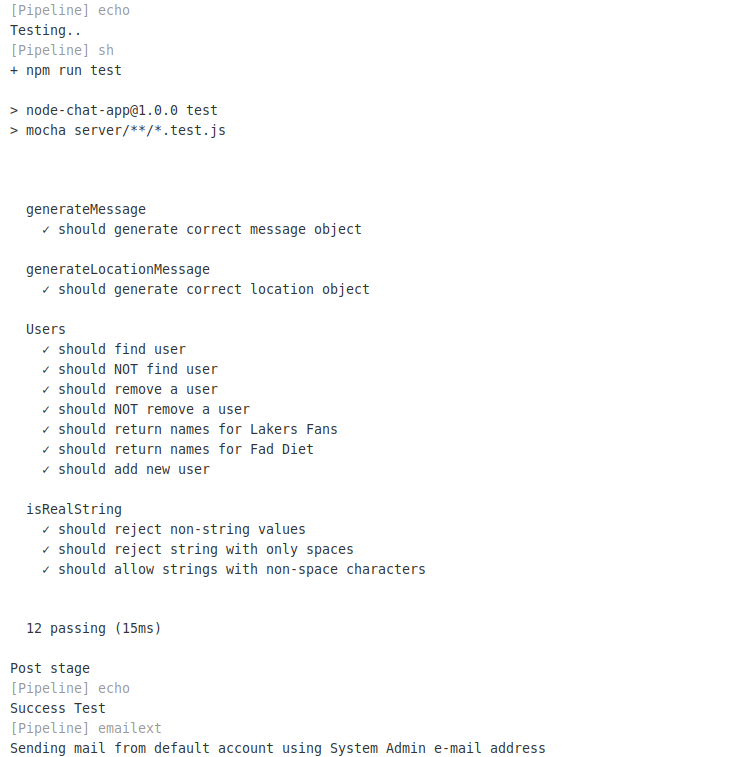 [Pipeline] echo
Testing..
[Pipeline] sh
+ npm run test
> node-chat-app@1.0.0 test
> mocha server/**/*.test.js
generateMessage
✓ should generate correct message object
generateLocationMessage
✓ should generate correct location object
Users
✓ should find user
✓ should NOT find user
✓ should remove a user
✓ should NOT remove a user
✓ should return names for Lakers Fans
✓ should return names for Fad Diet
✓ should add new user
isRealString
✓ should reject non-string values
✓ should reject string with only spaces
✓ should allow strings with non-space characters
12 passing (15ms)
Post stage
[Pipeline] echo
Success Test
[Pipeline] emailext
Sending mail from default account using System Admin e-mail address